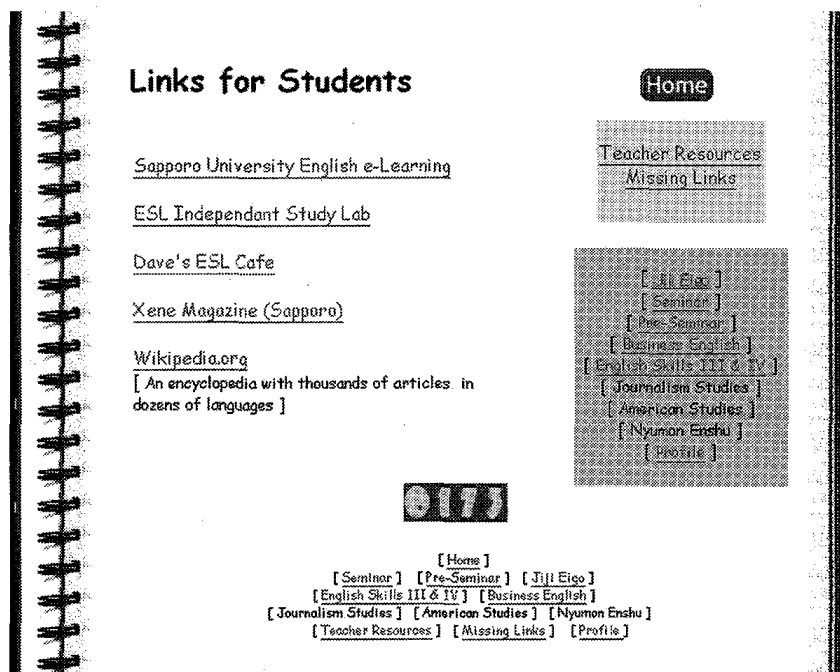 Links for Students
Home
Teacher Resources
Missing Links
Sapporo University English e-Learning
ESL Independant Study Lab
Dave's ESL Cafe
Xene Magazine (Sapporo)
Wikipedia.org
[ An encyclopedia with thousands of articles in
dozens of languages ]
[ Jiji Eigo ]
[ Seminar ]
[ Pre-Seminar ]
[ Business English ]
[ English Skills III & IV ]
[ Journalism Studies ]
[ American Studies ]
[ Nyumon Enshu ]
[ Profile ]
0173
[ Home ]
[ Seminar ] [ Pre-Seminar ] [ Jiji Eigo ]
[ English Skills III & IV ] [ Business English ]
[ Journalism Studies ] [ American Studies ] [ Nyumon Enshu ]
[ Teacher Resources ] [ Missing Links ] [ Profile ]